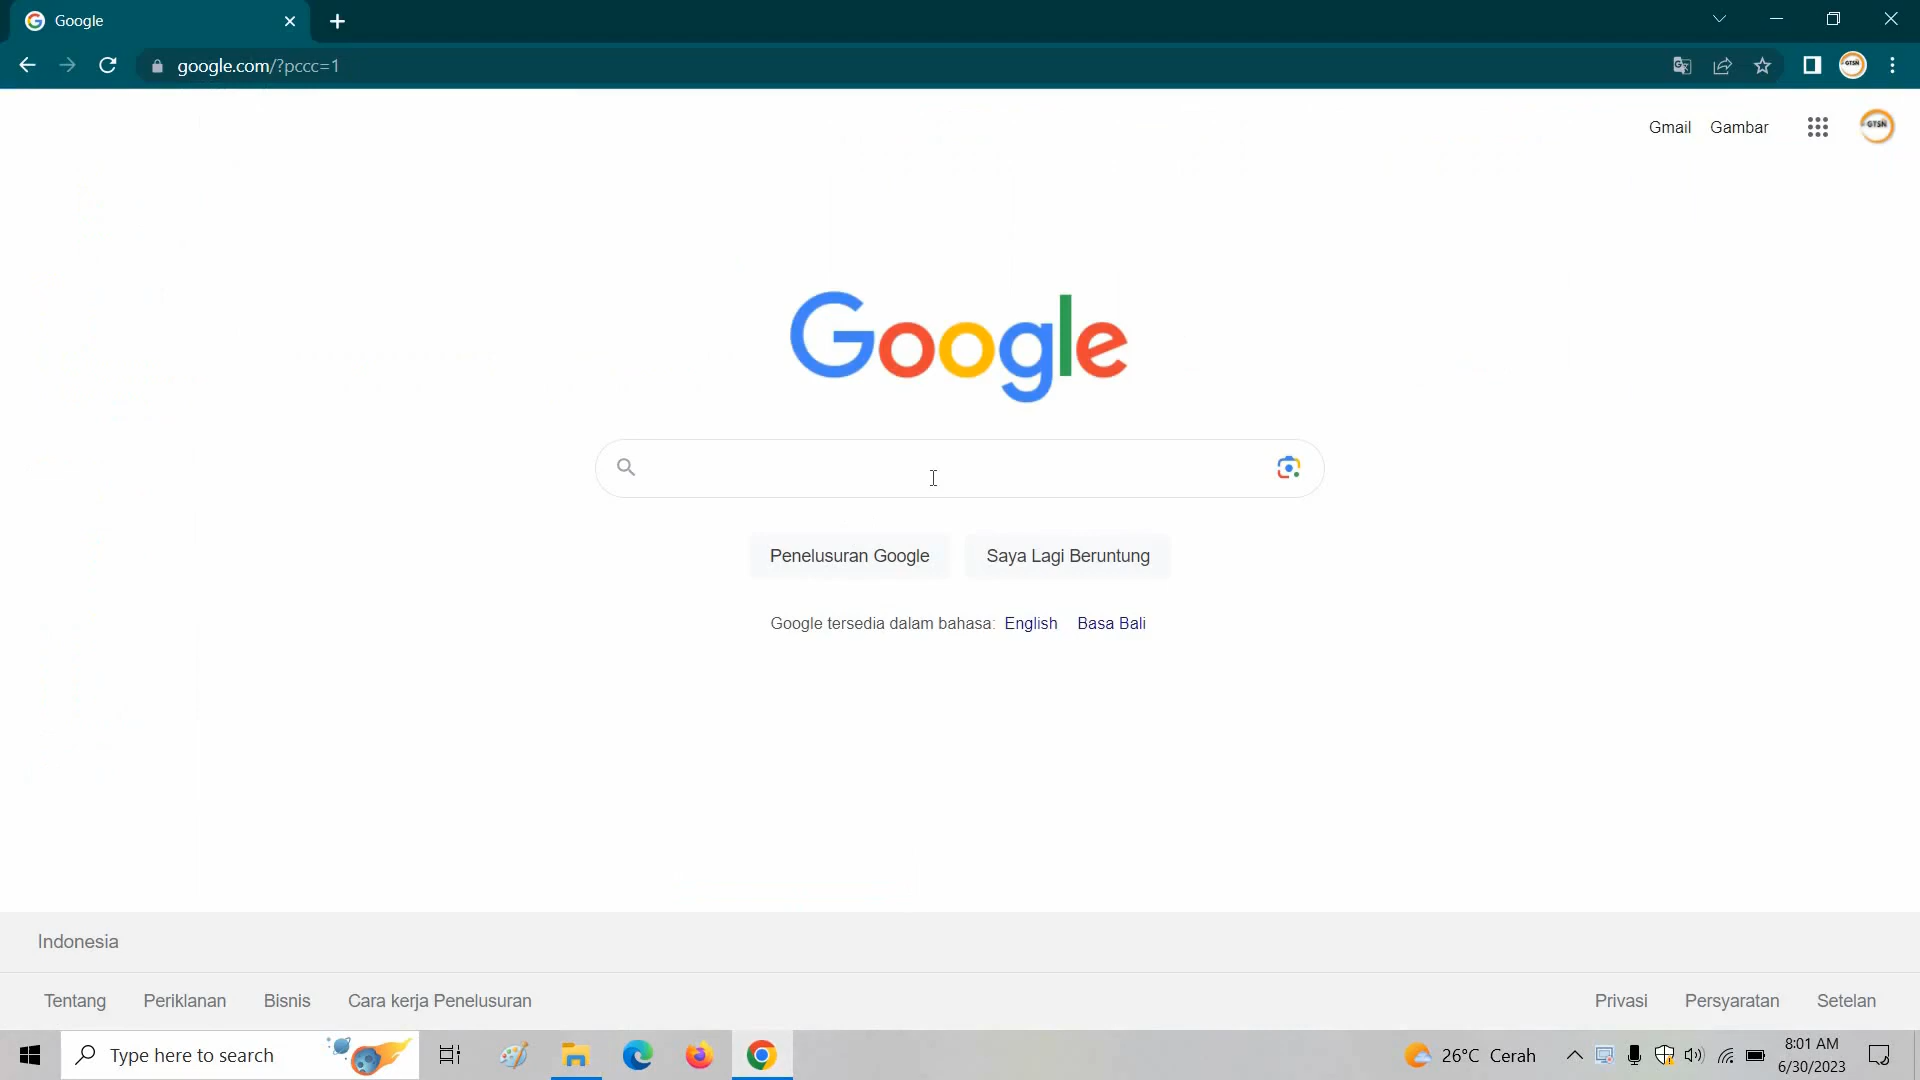 Google
google.com/?pccc=1
GTSN
Gmail Gambar
GTSN
Google
Penelusuran Google Saya Lagi Beruntung
Google tersedia dalam bahasa: English Basa Bali
Indonesia
Tentang Periklanan Bisnis Cara kerja Penelusuran Privasi Persyaratan Setelan
Type here to search 26°C Cerah 8:01 AM
6/30/2023